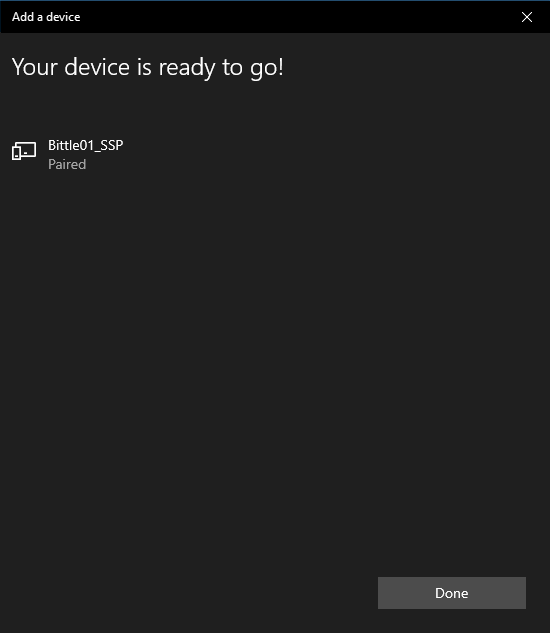 Add a device
Your device is ready to go!
Bittle01_SSP
Paired
Done